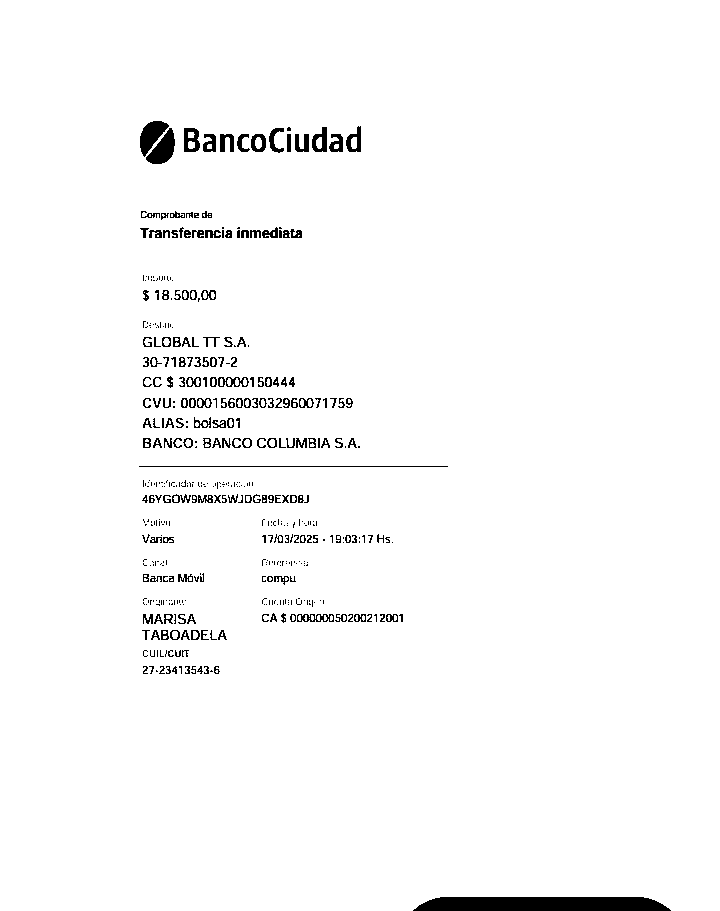 BancoCiudad
Comprobante de
Transferencia inmediata
Importe
$ 18.500,00
Destino
GLOBAL TT S.A.
30-71873507-2
CC $ 300100000150444
CVU: 0000156003032960071759
ALIAS: bolsa01
BANCO: BANCO COLUMBIA S.A.
Identificador de operación
46YGOW9M8X5WJDG89EXD8J
Motivo Fecha y hora
Varios 17/03/2025 - 19:03:17 Hs.
Canal Referencia
Banca Móvil compu
Originante Cuenta Origen
MARISA CA $ 000000050200212001
TABOADELA
CUIL/CUIT
27-23413543-6